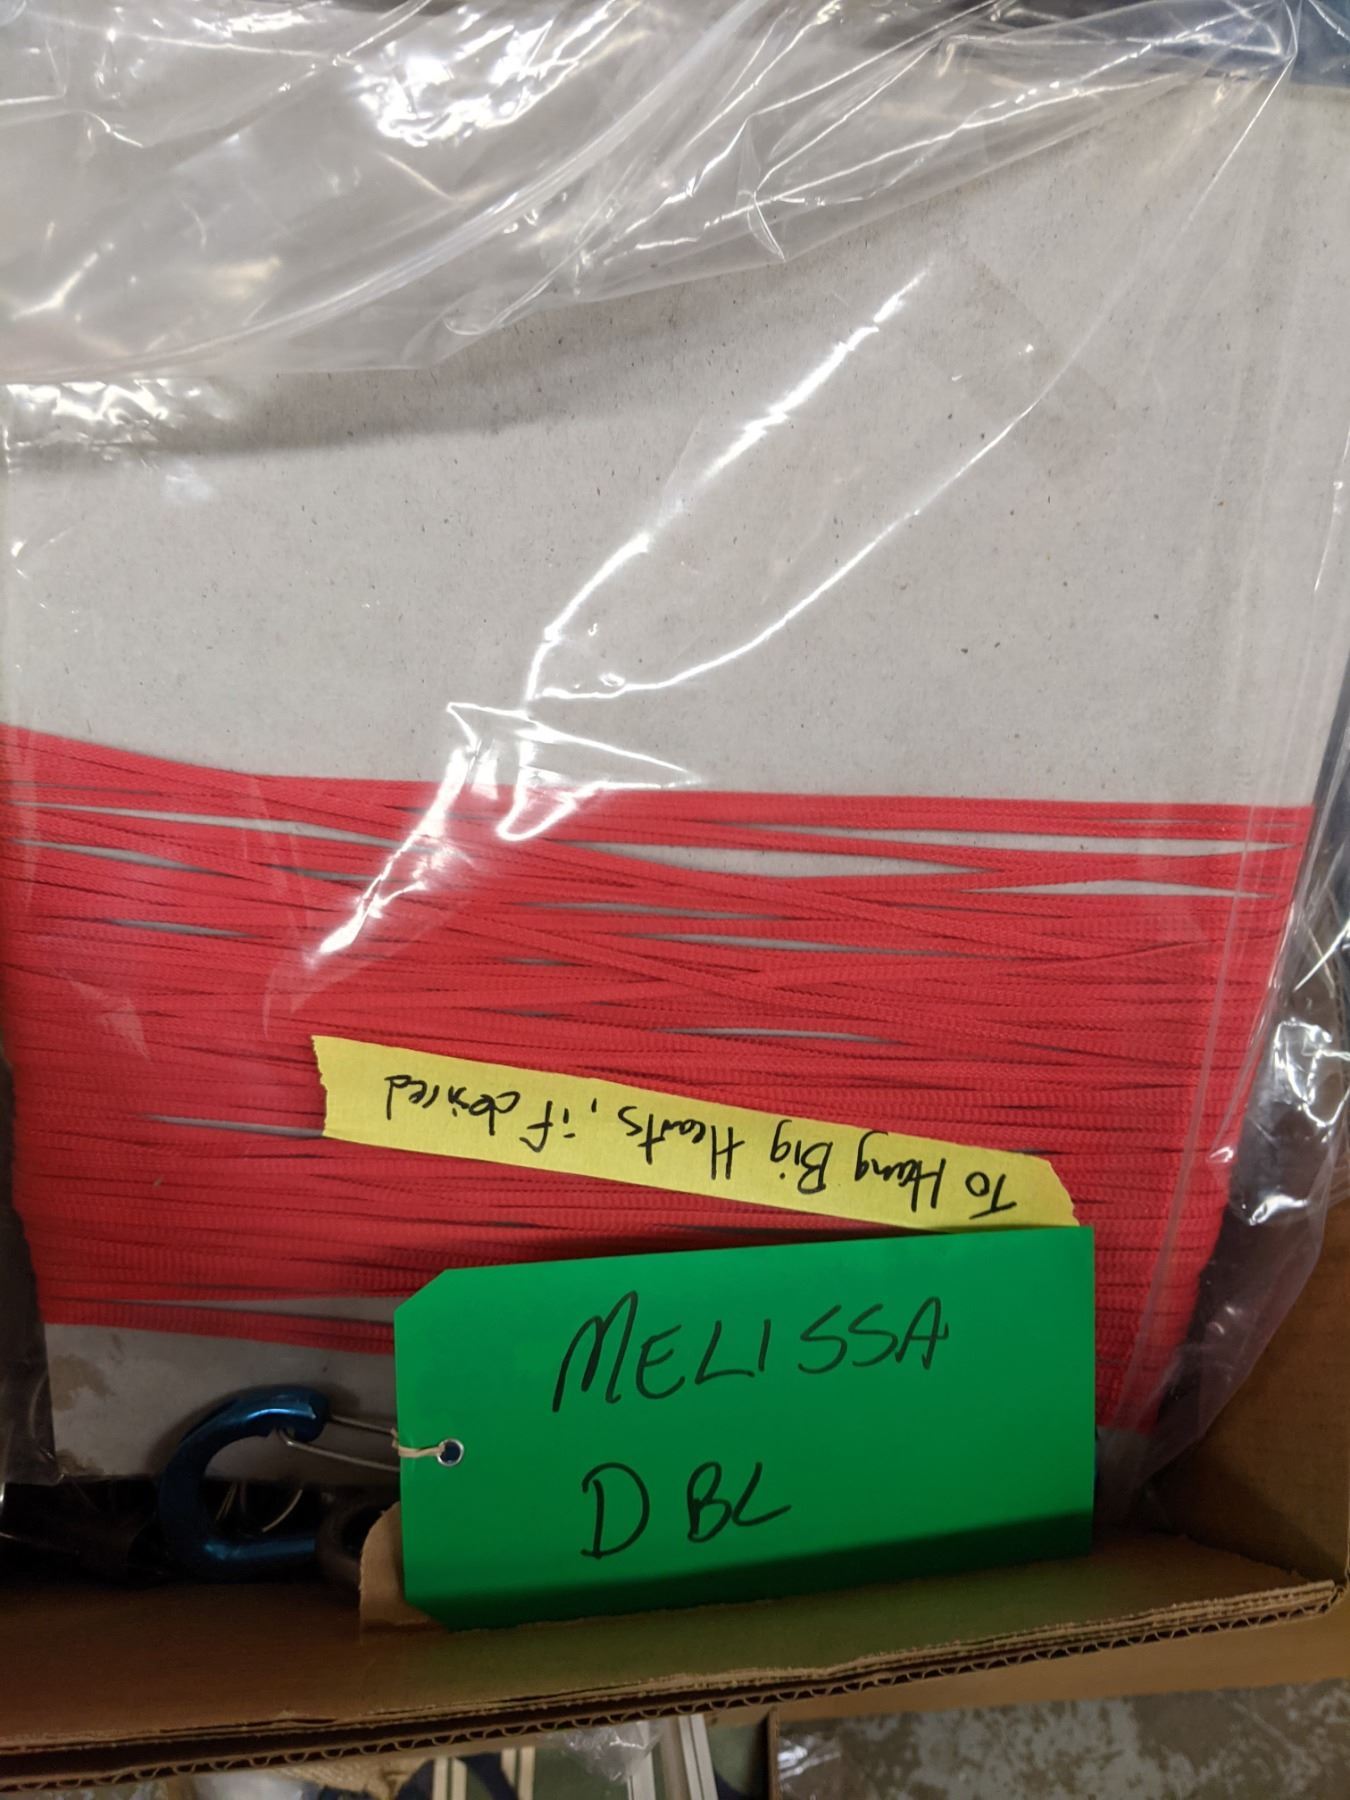 To Hang Big Hearts, if desired
MELISSA
D BL